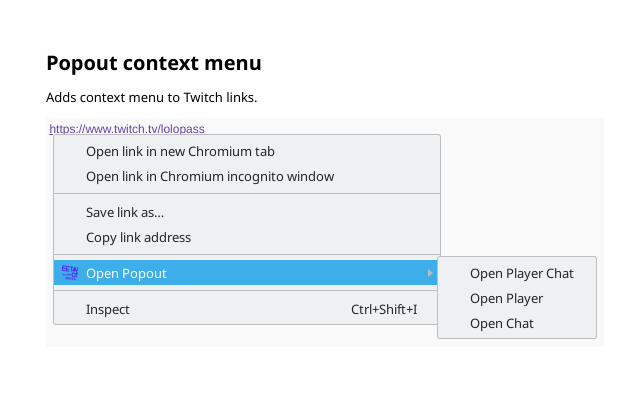 Popout context menu
Adds context menu to Twitch links.
https://www.twitch.tv/lolopass
Open link in new Chromium tab
Open link in Chromium incognito window
Save link as...
Copy link address
Open Popout
Open Player Chat
Open Player
Inspect Ctrl+Shift+I
Open Chat